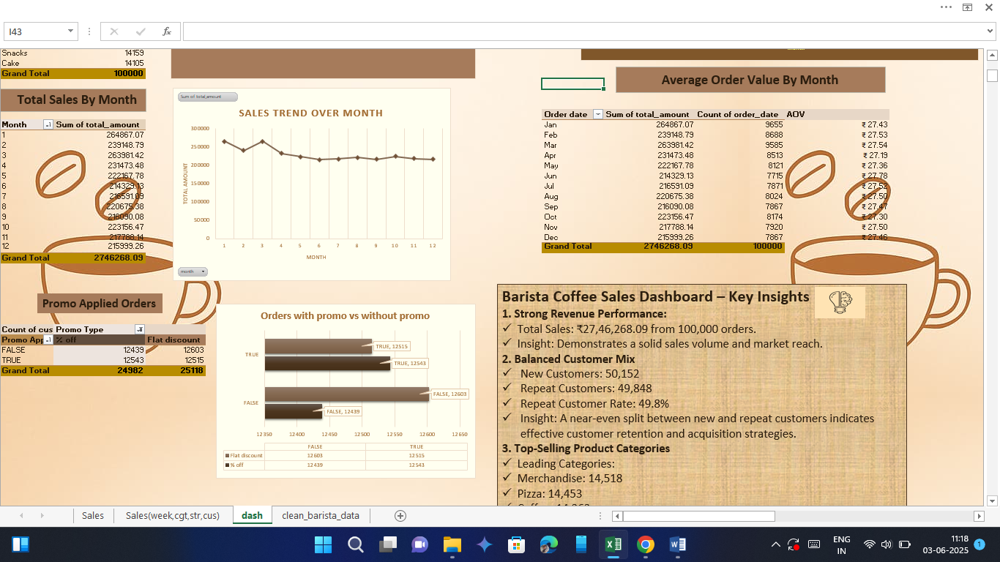 I43
fx
Snacks 14159
Cake 14105
Grand Total 100000
Total Sales By Month
Month Sum of total_amount
1 264867.07
2 239148.79
3 263981.42
4 231473.48
5 222167.78
6 214329.13
7 216591.09
8 220675.38
9 216090.08
10 223156.47
11 217788.14
12 215999.26
Grand Total 2746268.09
Sum of total_amount
SALES TREND OVER MONTH
300000
250000
200000
150000
100000
50000
0
TOTAL AMOUNT
1 2 3 4 5 6 7 8 9 10 11 12
MONTH
month
Average Order Value By Month
Order date Sum of total_amount Count of order_date AOV
Jan 264867.07 9655 ₹ 27.43
Feb 239148.79 8688 ₹ 27.53
Mar 263981.42 9585 ₹ 27.54
Apr 231473.48 8513 ₹ 27.19
May 222167.78 8121 ₹ 27.36
Jun 214329.13 7715 ₹ 27.78
Jul 216591.09 7871 ₹ 27.52
Aug 220675.38 8024 ₹ 27.50
Sep 216090.08 7867 ₹ 27.47
Oct 223156.47 8174 ₹ 27.30
Nov 217788.14 7920 ₹ 27.50
Dec 215999.26 7867 ₹ 27.46
Grand Total 2746268.09 100000
Promo Applied Orders
Count of cus Promo Type
Promo App % off Flat discount
FALSE 12439 12603
TRUE 12543 12515
Grand Total 24982 25118
Orders with promo vs without promo
TRUE
TRUE, 12515
TRUE, 12543
FALSE
FALSE, 12603
FALSE, 12439
12350 12400 12450 12500 12550 12600 12650
FALSE TRUE
Flat discount 12603 12515
% off 12439 12543
Barista Coffee Sales Dashboard – Key Insights
1. Strong Revenue Performance:
✓ Total Sales: ₹27,46,268.09 from 100,000 orders.
✓ Insight: Demonstrates a solid sales volume and market reach.
2. Balanced Customer Mix
✓ New Customers: 50,152
✓ Repeat Customers: 49,848
✓ Repeat Customer Rate: 49.8%
✓ Insight: A near-even split between new and repeat customers indicates
effective customer retention and acquisition strategies.
3. Top-Selling Product Categories
✓ Leading Categories:
✓ Merchandise: 14,518
✓ Pizza: 14,453
Sales Sales(week,cgt,str,cus) dash clean_barista_data
ENG
IN
11:18
03-06-2025
1